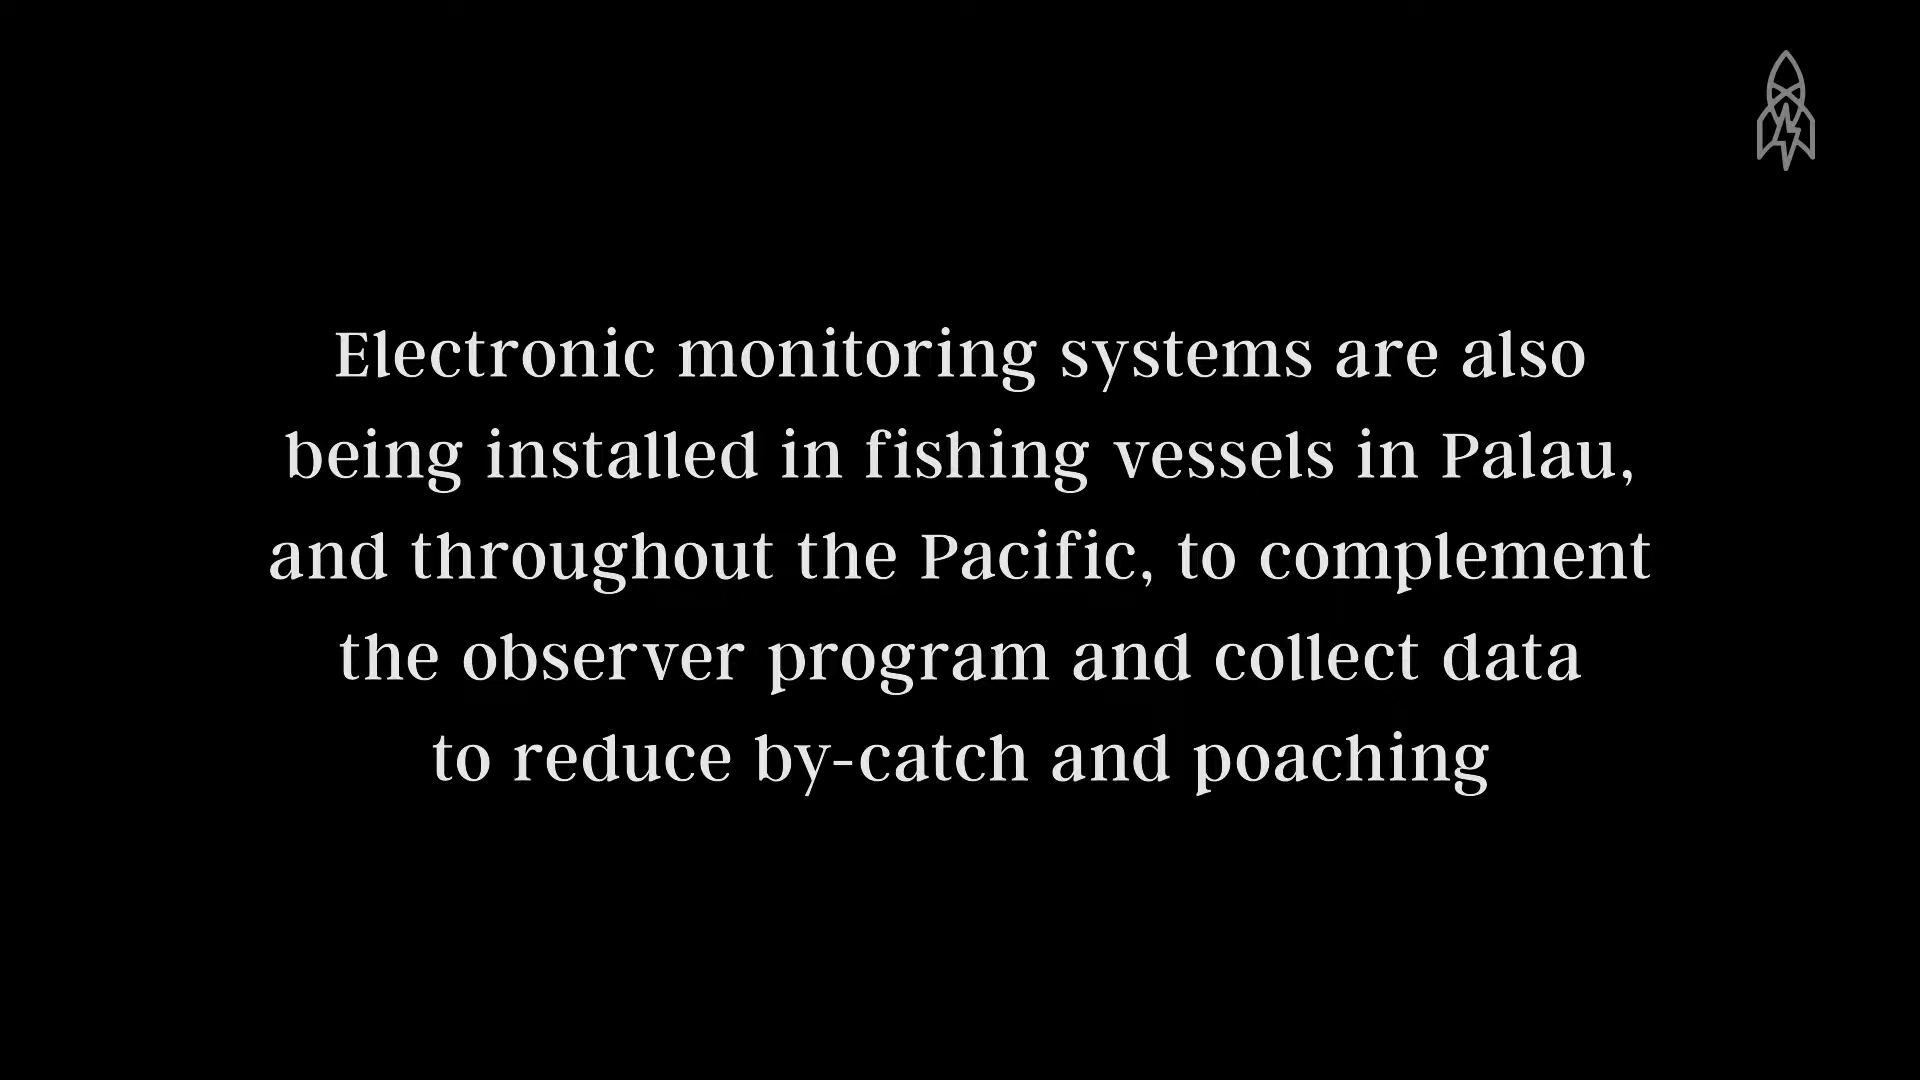 Electronic monitoring systems are also
being installed in fishing vessels in Palau,
and throughout the Pacific, to complement
the observer program and collect data
to reduce by-catch and poaching